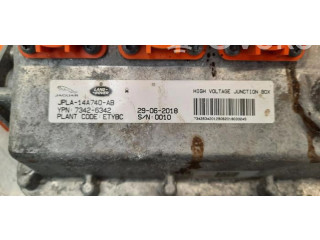 JAGUAR
LAND ROVER
JPLA-14A740-AB
YPN: 7342-6342
PLANT CODE: ETYBC
29-06-2018
S/N:0010
HIGH VOLTAGE JUNCTION BOX